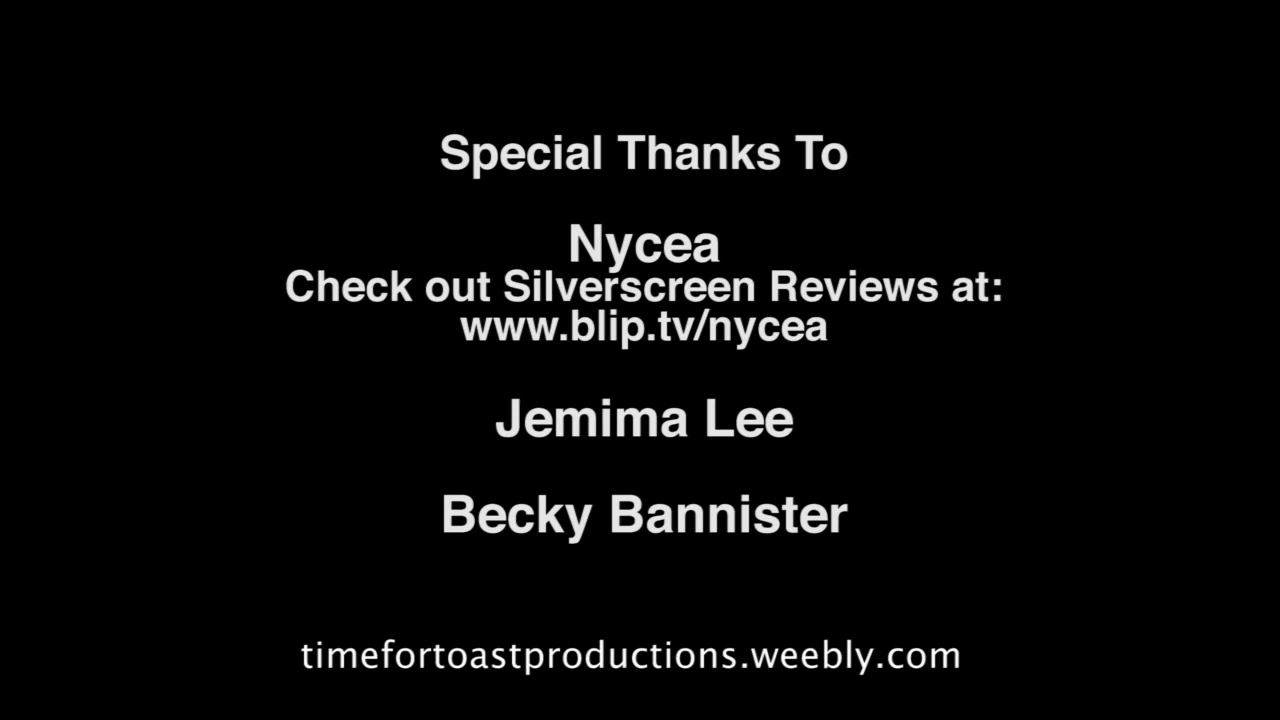 Special Thanks To
Nycea
Check out Silverscreen Reviews at:
www.blip.tv/nycea
Jemima Lee
Becky Bannister
timefortoastproductions.weebly.com